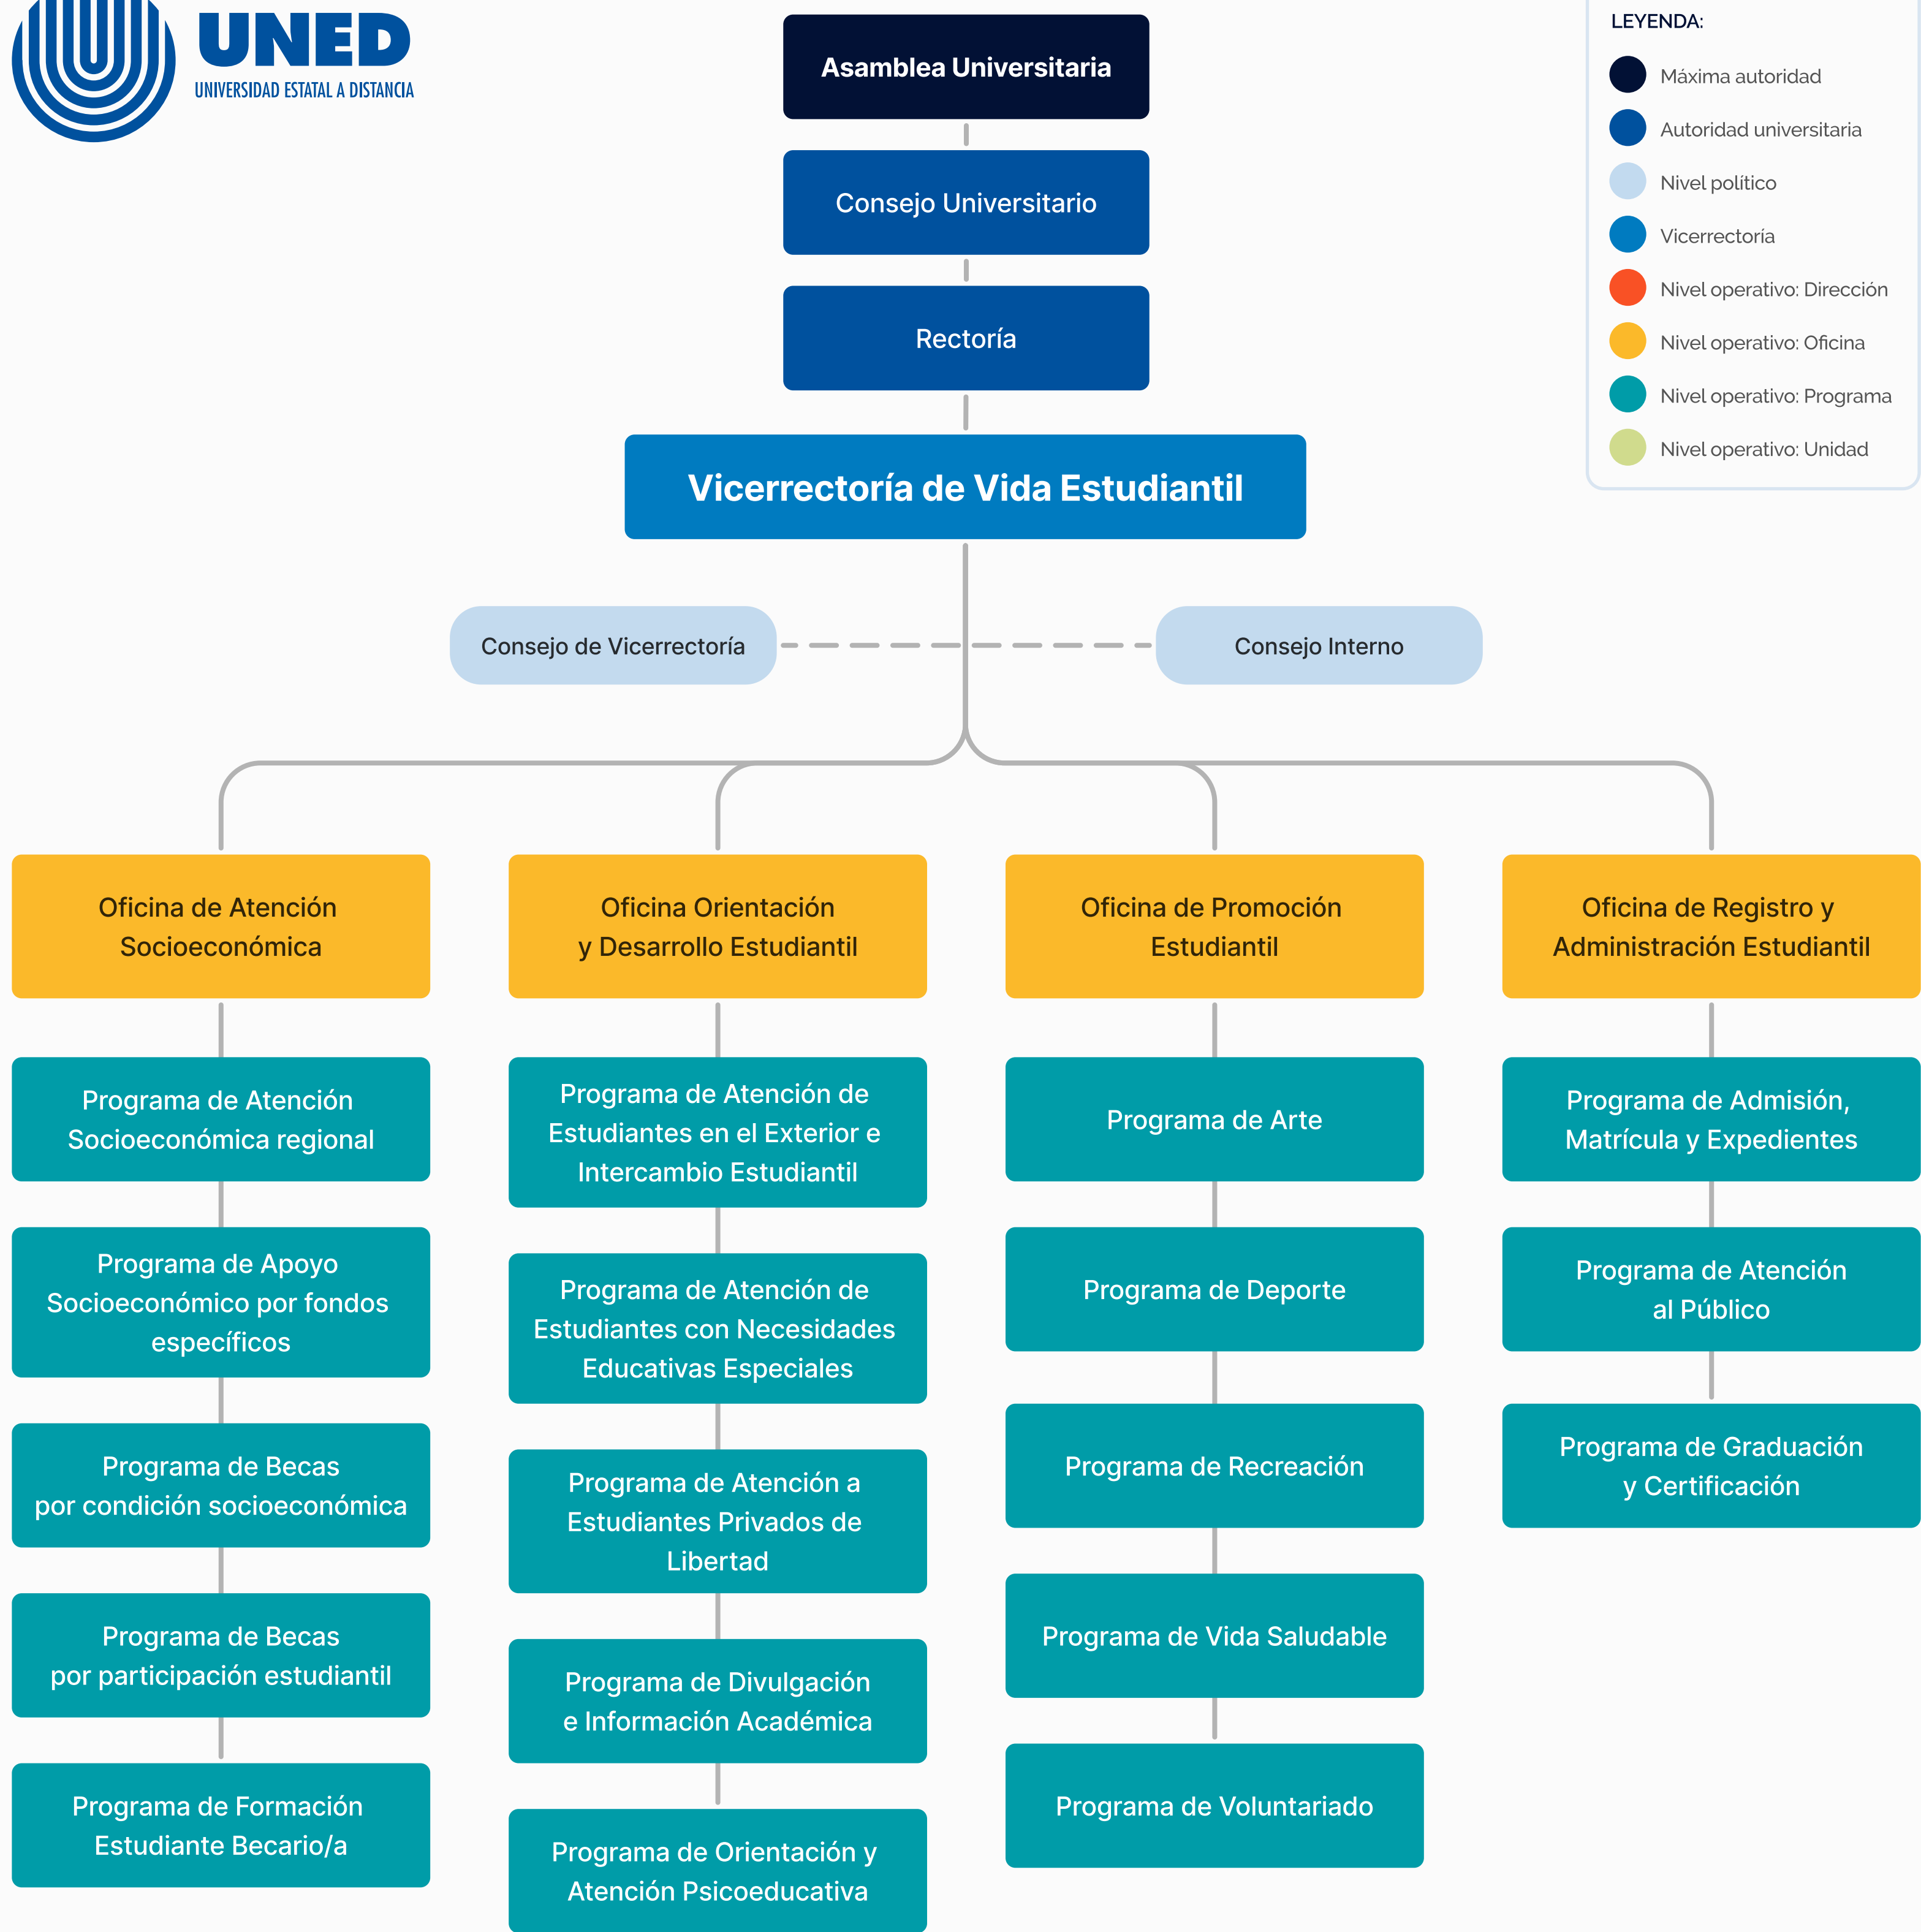 UNED
UNIVERSIDAD ESTATAL A DISTANCIA
LEYENDA:
Máxima autoridad
Autoridad universitaria
Nivel político
Vicerrectoría
Nivel operativo: Dirección
Nivel operativo: Oficina
Nivel operativo: Programa
Nivel operativo: Unidad
Asamblea Universitaria
Consejo Universitario
Rectoría
Vicerrectoría de Vida Estudiantil
Consejo de Vicerrectoría
Consejo Interno
Oficina de Atención
Socioeconómica
Programa de Atención
Socioeconómica regional
Programa de Apoyo
Socioeconómico por fondos
específicos
Programa de Becas
por condición socioeconómica
Programa de Becas
por participación estudiantil
Programa de Formación
Estudiante Becario/a
Oficina Orientación
y Desarrollo Estudiantil
Programa de Atención de
Estudiantes en el Exterior e
Intercambio Estudiantil
Programa de Atención de
Estudiantes con Necesidades
Educativas Especiales
Programa de Atención a
Estudiantes Privados de
Libertad
Programa de Divulgación
e Información Académica
Programa de Orientación y
Atención Psicoeducativa
Oficina de Promoción
Estudiantil
Programa de Arte
Programa de Deporte
Programa de Recreación
Programa de Vida Saludable
Programa de Voluntariado
Oficina de Registro y
Administración Estudiantil
Programa de Admisión,
Matrícula y Expedientes
Programa de Atención
al Público
Programa de Graduación
y Certificación